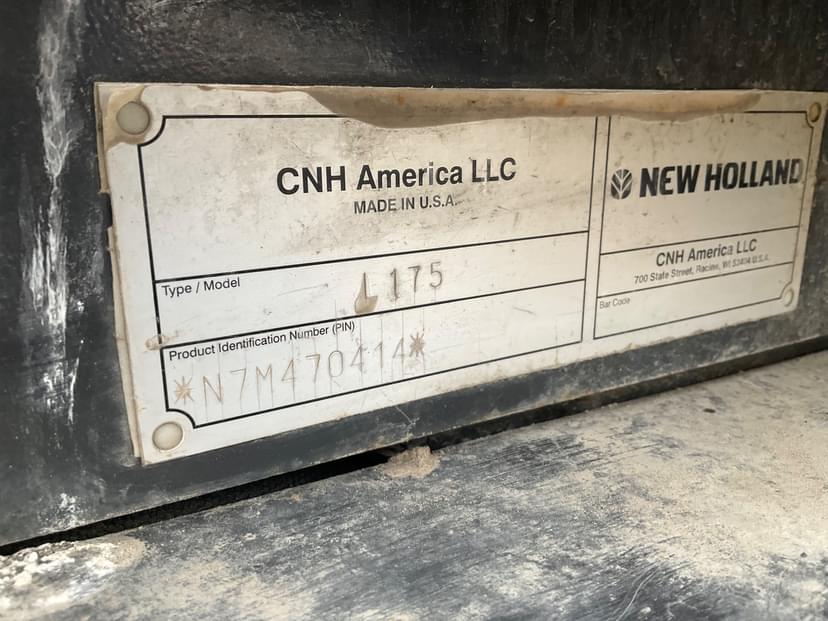 CNH America LLC
MADE IN U.S.A.
Type / Model
L175
Product Identification Number (PIN)
*N7M470414*
NEW HOLLAND
CNH America LLC
700 State Street, Racine, WI 53404 U.S.A.
Bar Code